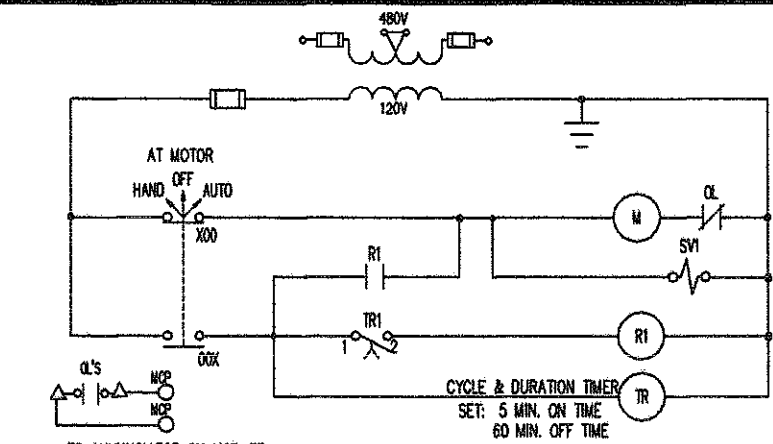 480V
120V
AT MOTOR
OFF
HAND AUTO
X00
OL
M
SV1
R1
TR1
1 2
R1
00X
OL'S
MCP
MCP
CYCLE & DURATION TIMER
TR
SET: 5 MIN. ON TIME
60 MIN. OFF TIME